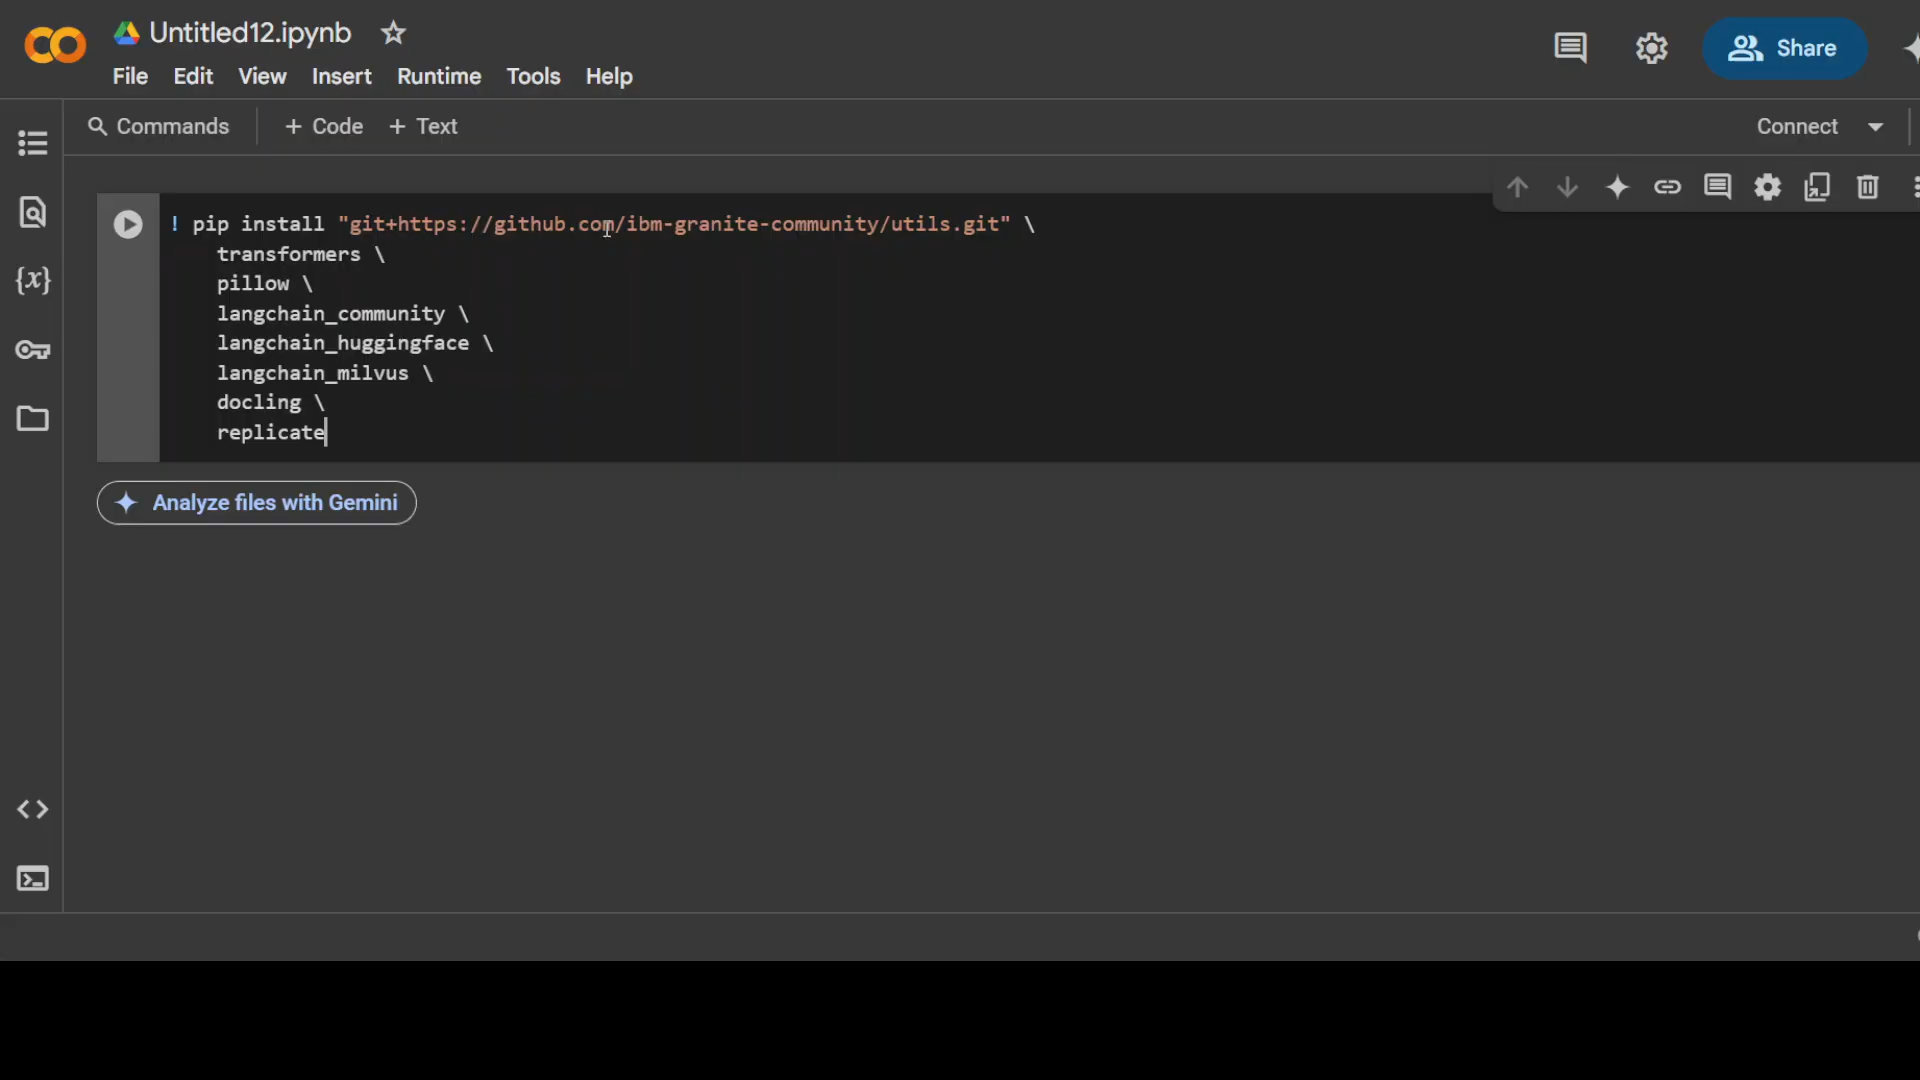 Untitled12.ipynb
File Edit View Insert Runtime Tools Help
Share
Commands + Code + Text
Connect
! pip install "git+https://github.com/ibm-granite-community/utils.git" \
transformers \
pillow \
langchain_community \
langchain_huggingface \
langchain_milvus \
docling \
replicate
Analyze files with Gemini